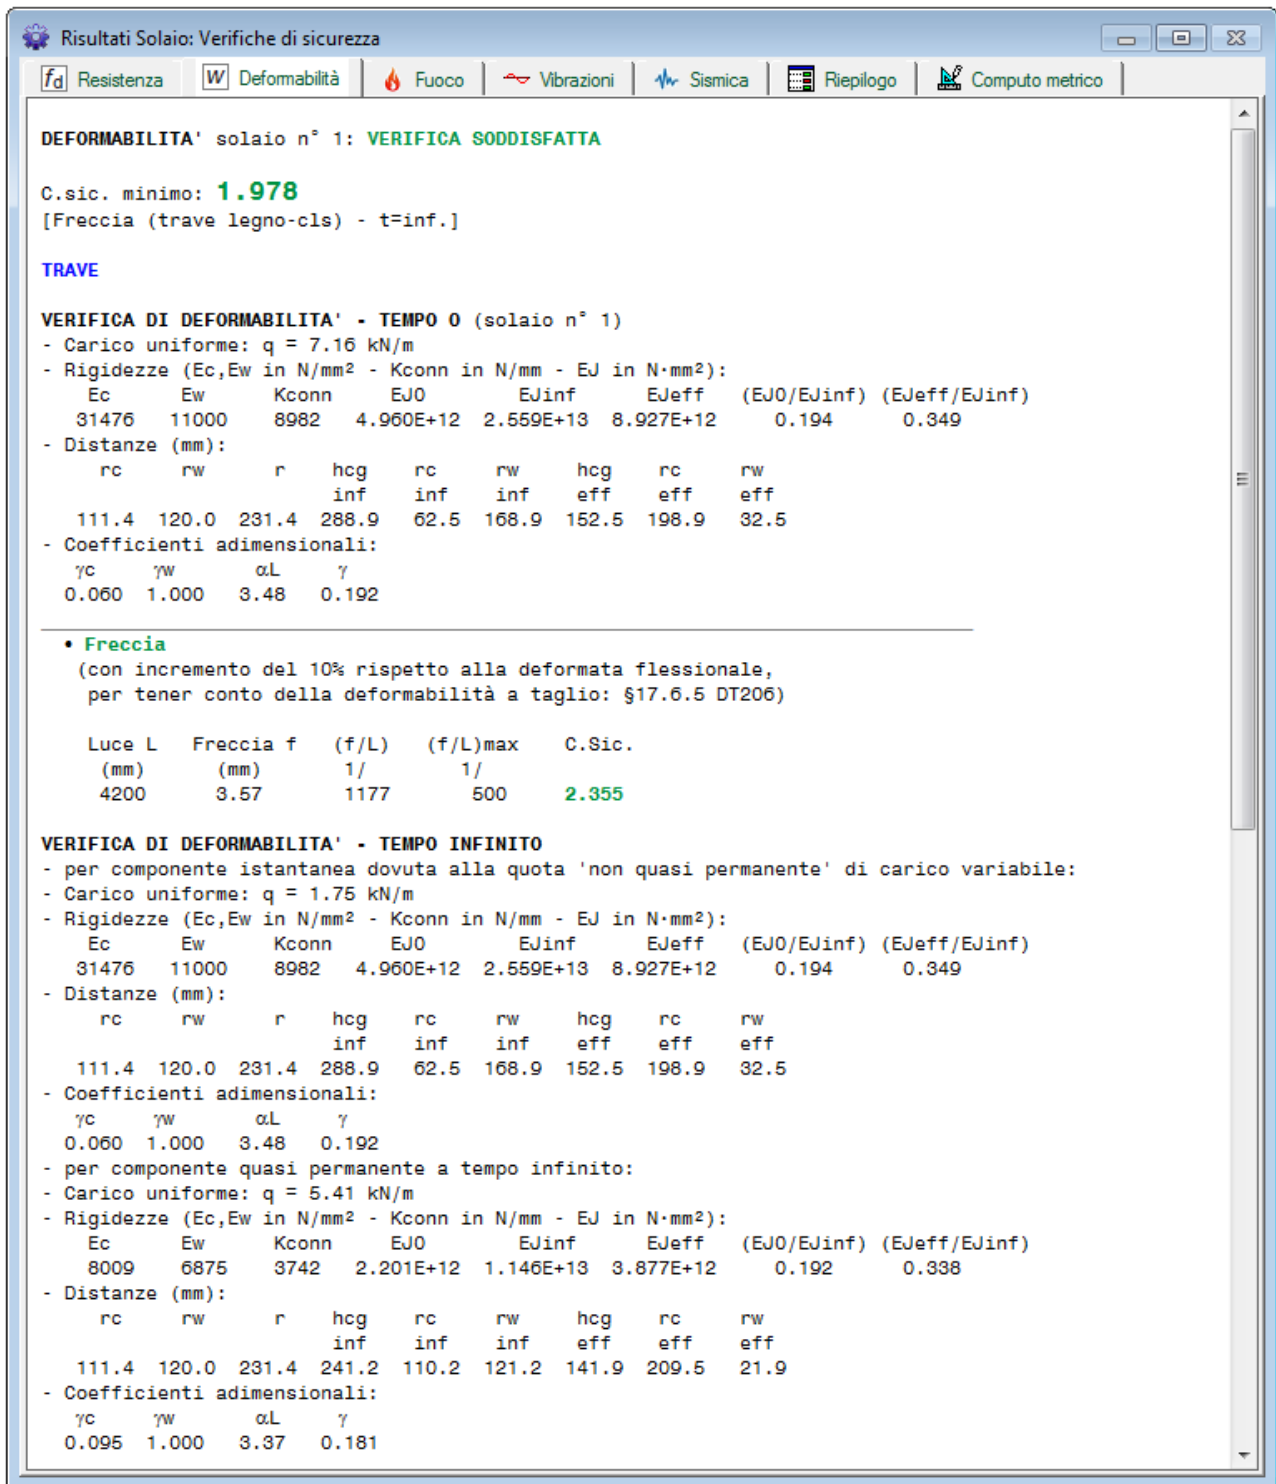 Risultati Solaio: Verifiche di sicurezza
fd Resistenza W Deformabilità Fuoco Vibrazioni Sismica Riepilogo Computo metrico
DEFORMABILITA' solaio n° 1: VERIFICA SODDISFATTA
C.sic. minimo: 1.978
[Freccia (trave legno-cls) - t=inf.]
TRAVE
VERIFICA DI DEFORMABILITA' - TEMPO 0 (solaio n° 1)
- Carico uniforme: q = 7.16 kN/m
- Rigidezze (Ec,Ew in N/mm² - Kconn in N/mm - EJ in N·mm²):
Ec Ew Kconn EJ0 EJinf EJeff (EJ0/EJinf) (EJeff/EJinf)
31476 11000 8982 4.960E+12 2.559E+13 8.927E+12 0.194 0.349
- Distanze (mm):
rc rw r hcg rc rw hcg rc rw
inf inf inf eff eff eff
111.4 120.0 231.4 288.9 62.5 168.9 152.5 198.9 32.5
- Coefficienti adimensionali:
γc γw αL γ
0.060 1.000 3.48 0.192
• Freccia
(con incremento del 10% rispetto alla deformata flessionale,
per tener conto della deformabilità a taglio: §17.6.5 DT206)
Luce L Freccia f (f/L) (f/L)max C.Sic.
(mm) (mm) 1/ 1/
4200 3.57 1177 500 2.355
VERIFICA DI DEFORMABILITA' - TEMPO INFINITO
- per componente istantanea dovuta alla quota 'non quasi permanente' di carico variabile:
- Carico uniforme: q = 1.75 kN/m
- Rigidezze (Ec,Ew in N/mm² - Kconn in N/mm - EJ in N·mm²):
Ec Ew Kconn EJ0 EJinf EJeff (EJ0/EJinf) (EJeff/EJinf)
31476 11000 8982 4.960E+12 2.559E+13 8.927E+12 0.194 0.349
- Distanze (mm):
rc rw r hcg rc rw hcg rc rw
inf inf inf eff eff eff
111.4 120.0 231.4 288.9 62.5 168.9 152.5 198.9 32.5
- Coefficienti adimensionali:
γc γw αL γ
0.060 1.000 3.48 0.192
- per componente quasi permanente a tempo infinito:
- Carico uniforme: q = 5.41 kN/m
- Rigidezze (Ec,Ew in N/mm² - Kconn in N/mm - EJ in N·mm²):
Ec Ew Kconn EJ0 EJinf EJeff (EJ0/EJinf) (EJeff/EJinf)
8009 6875 3742 2.201E+12 1.146E+13 3.877E+12 0.192 0.338
- Distanze (mm):
rc rw r hcg rc rw hcg rc rw
inf inf inf eff eff eff
111.4 120.0 231.4 241.2 110.2 121.2 141.9 209.5 21.9
- Coefficienti adimensionali:
γc γw αL γ
0.095 1.000 3.37 0.181